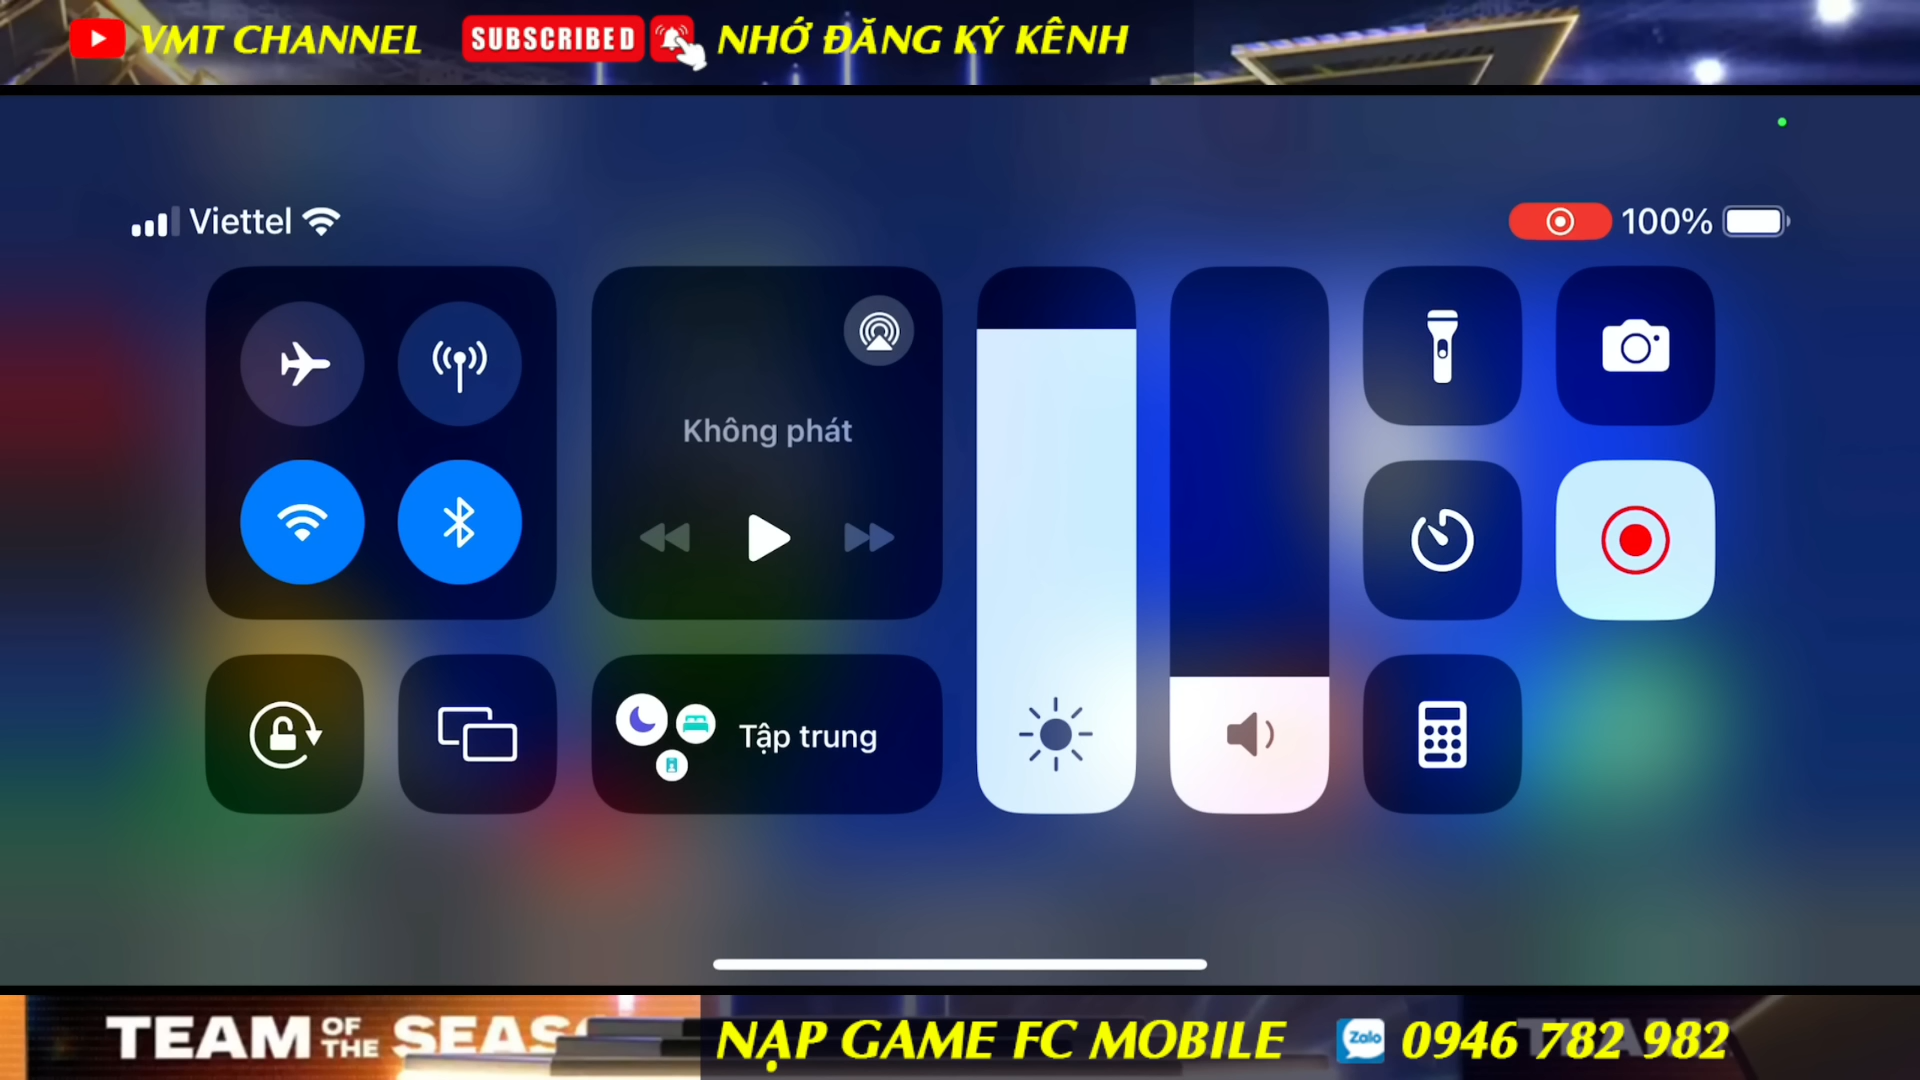 VMT CHANNEL SUBSCRIBED NHỚ ĐĂNG KÝ KÊNH
Viettel 100%
Không phát
Tập trung
TEAM OF THE SEAS NẠP GAME FC MOBILE Zalo 0946 782 982